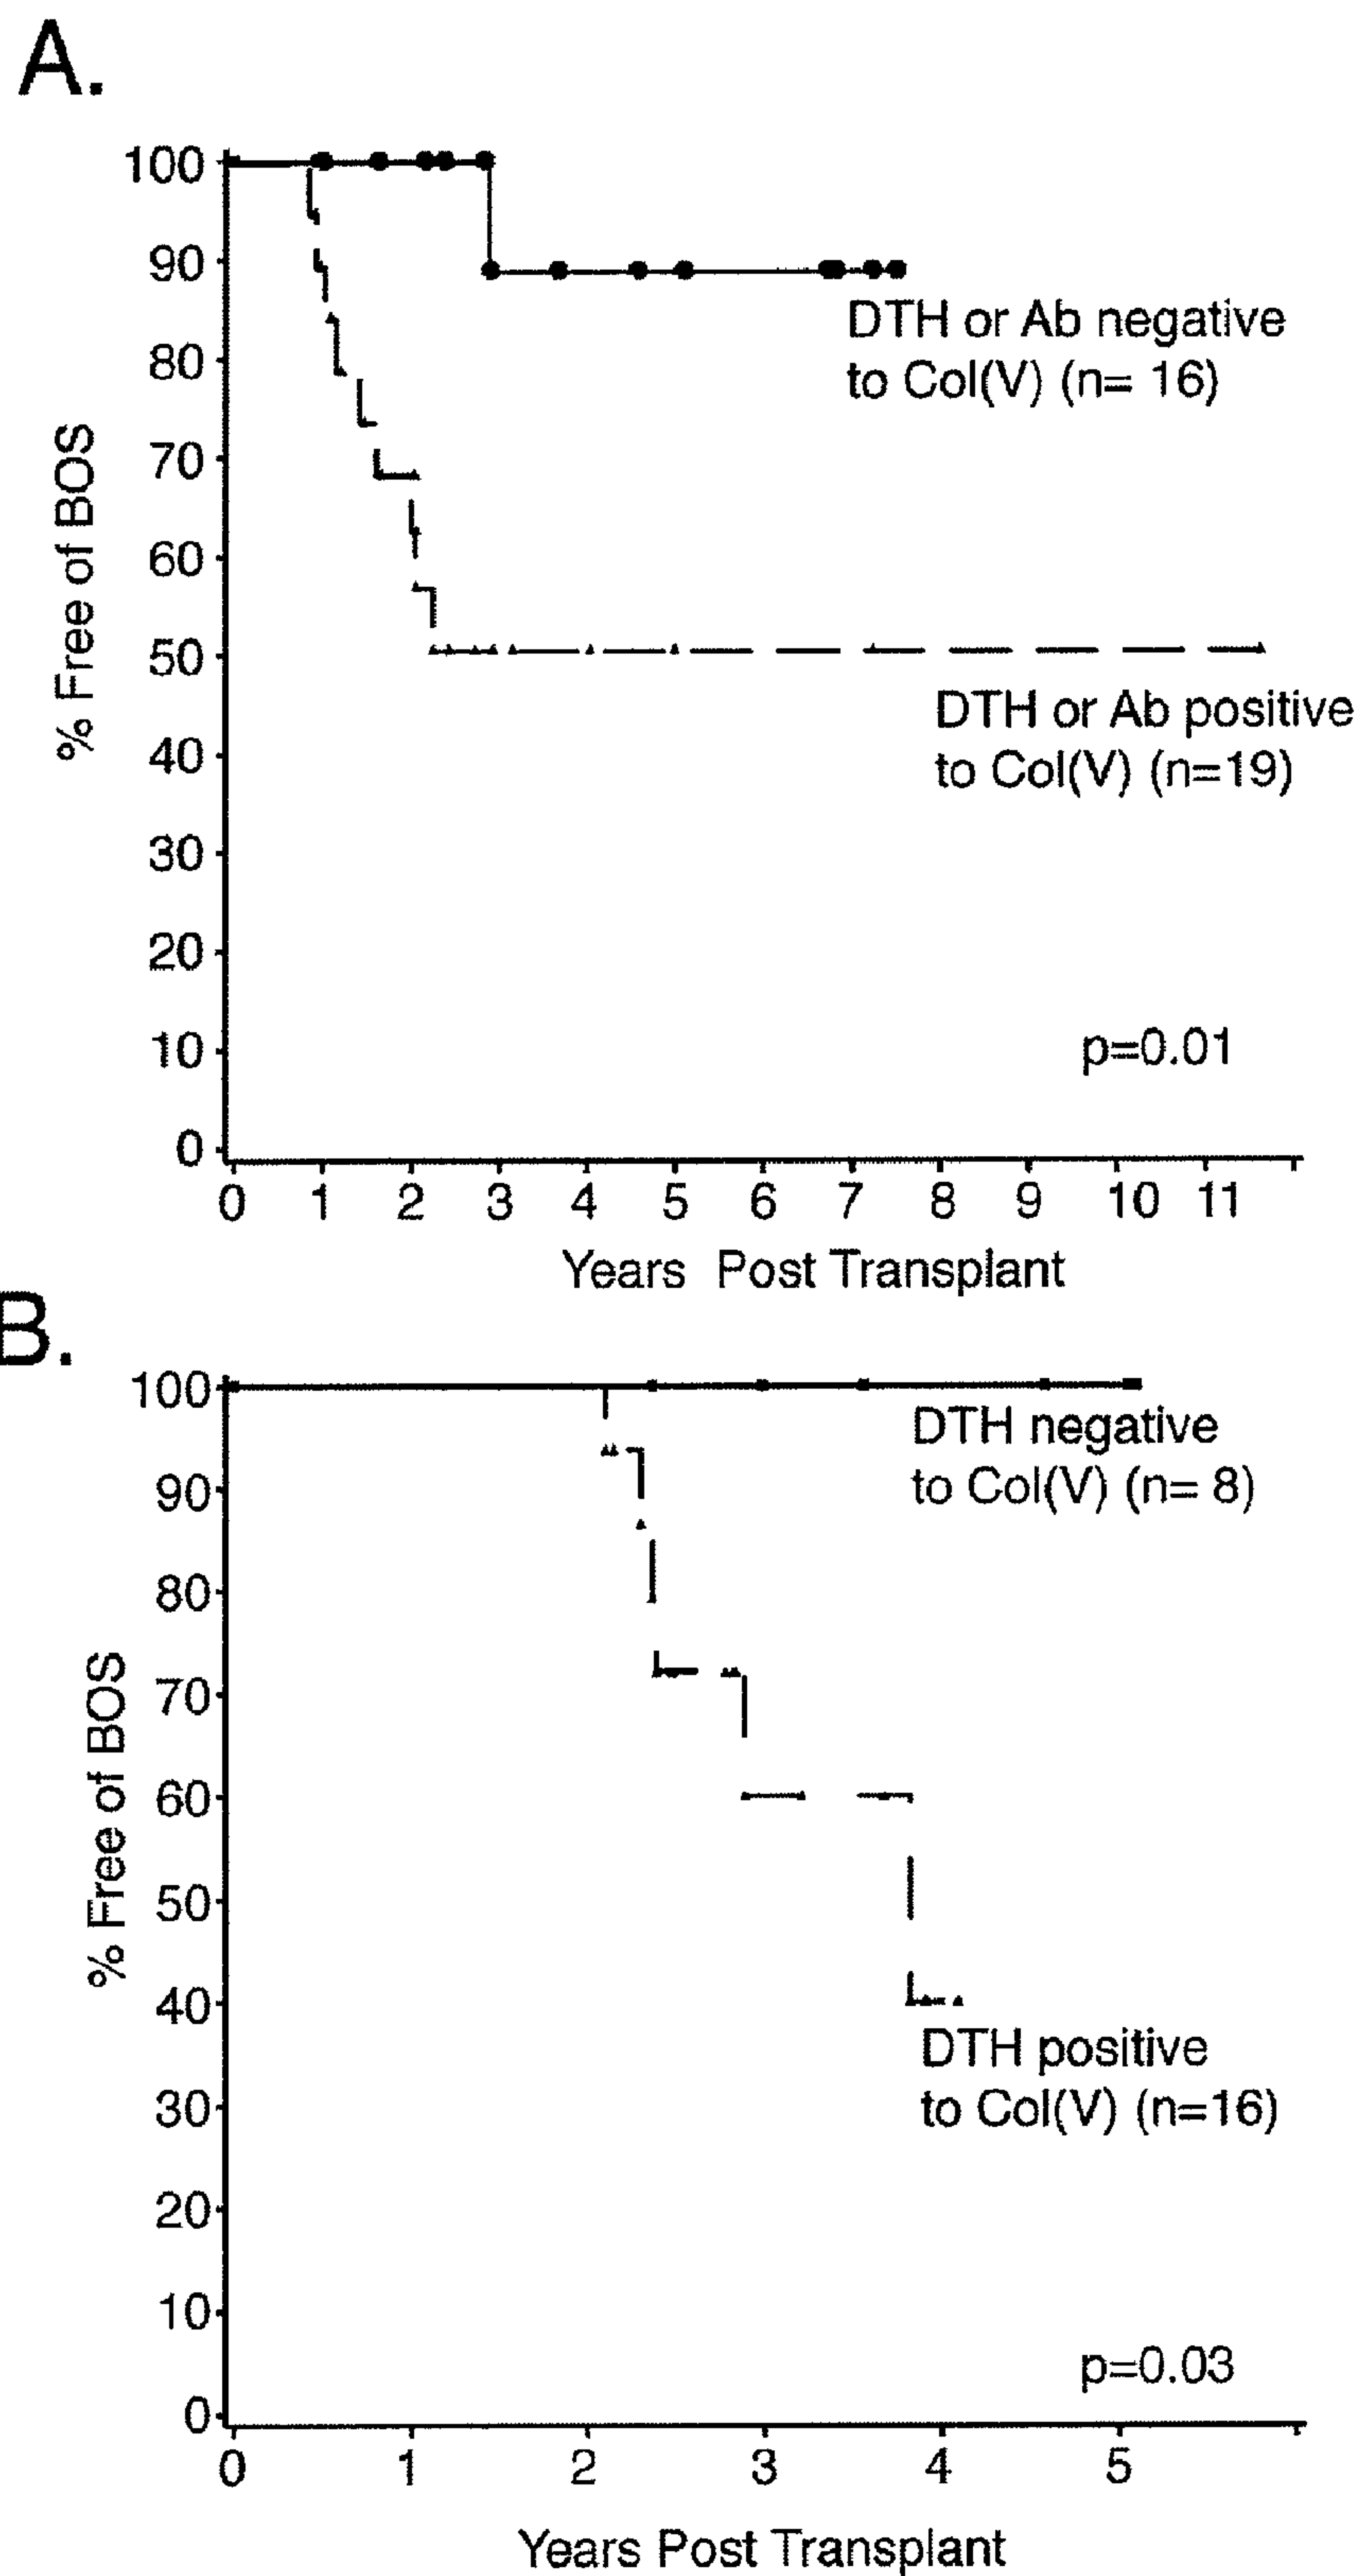 A.
100
90
80
70
60
50
40
30
20
10
0
% Free of BOS
DTH or Ab negative
to Col(V) (n= 16)
DTH or Ab positive
to Col(V) (n=19)
p=0.01
0 1 2 3 4 5 6 7 8 9 10 11
Years Post Transplant
B.
100
90
80
70
60
50
40
30
20
10
0
% Free of BOS
DTH negative
to Col(V) (n= 8)
DTH positive
to Col(V) (n=16)
p=0.03
0 1 2 3 4 5
Years Post Transplant